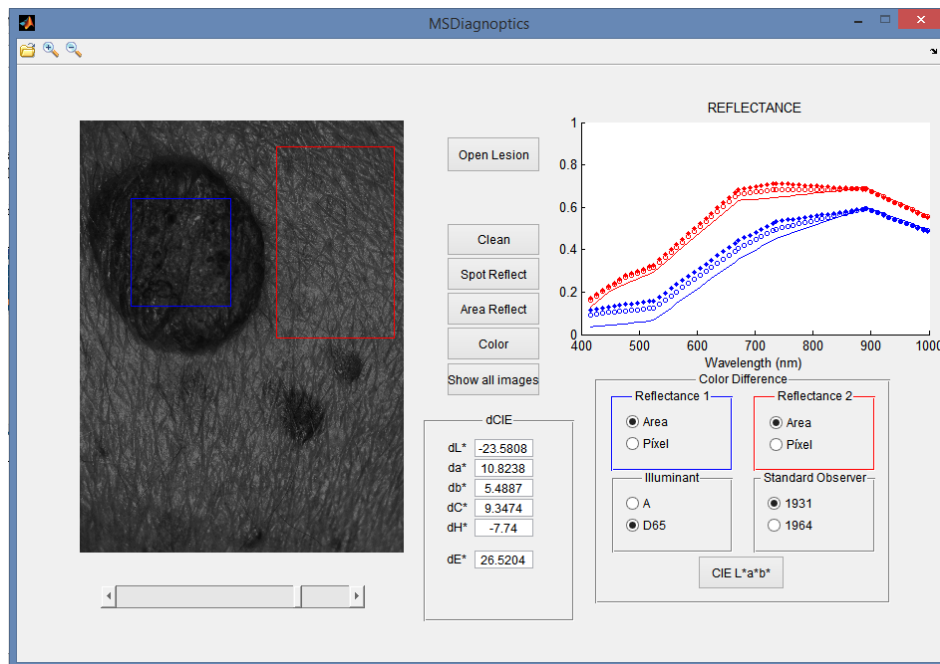 MSDiagnoptics
Open Lesion
Clean
Spot Reflect
Area Reflect
Color
Show all images
REFLECTANCE
1
0.8
0.6
0.4
0.2
0
400 500 600 700 800 900 1000
Wavelength (nm)
dCIE
dL* -23.5808
da* 10.8238
db* 5.4887
dC* 9.3474
dH* -7.74
dE* 26.5204
Color Difference
Reflectance 1
Area
Píxel
Reflectance 2
Area
Píxel
Illuminant
A
D65
Standard Observer
1931
1964
CIE L*a*b*